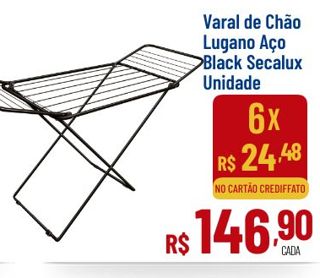 Varal de Chão
Lugano Aço
Black Secalux
Unidade
6X
R$ 24,48
NO CARTÃO CREDIFFATO
R$ 146,90
CADA